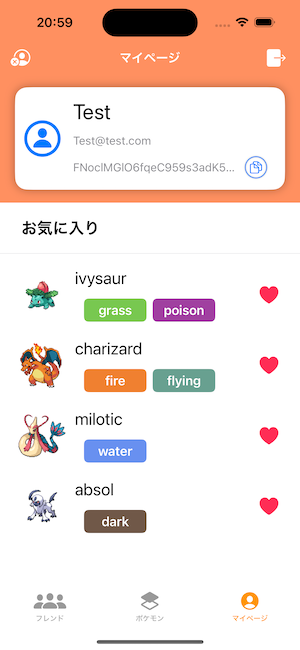 20:59
マイページ
Test
Test@test.com
FNoclMGlO6fqeC959s3adK5...
お気に入り
ivysaur
grass poison
charizard
fire flying
milotic
water
absol
dark
フレンド ポケモン マイページ